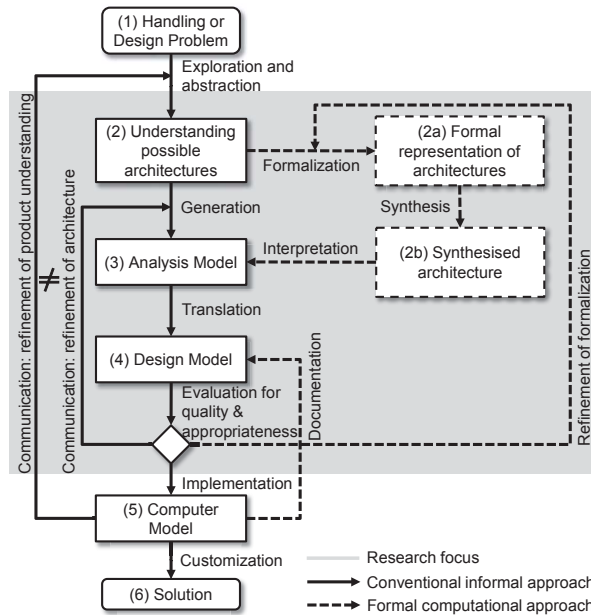 (1) Handling or
Design Problem
Exploration and
abstraction
(2) Understanding
possible
architectures
Formalization
(2a) Formal
representation of
architectures
Synthesis
Generation
Interpretation
(2b) Synthesised
architecture
(3) Analysis Model
Translation
(4) Design Model
Evaluation for
quality &
appropriateness
Documentation
Refinement of formalization
Communication: refinement of product understanding
Communication: refinement of architecture
Implementation
(5) Computer
Model
Customization
(6) Solution
Research focus
Conventional informal approach
Formal computational approach